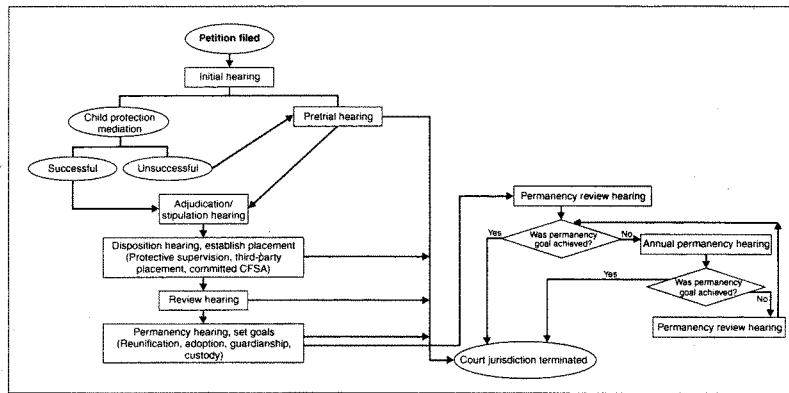 Petition filed
Initial hearing
Child protection
mediation
Pretrial hearing
Successful
Unsuccessful
Adjudication/
stipulation hearing
Disposition hearing, establish placement
(Protective supervision, third-party
placement, committed CFSA)
Review hearing
Permanency hearing, set goals
(Reunification, adoption, guardianship,
custody)
Permanency review hearing
Yes
Was permanency
goal achieved?
No
Annual permanency hearing
Yes
Was permanency
goal achieved?
No
Permanency review hearing
Court jurisdiction terminated